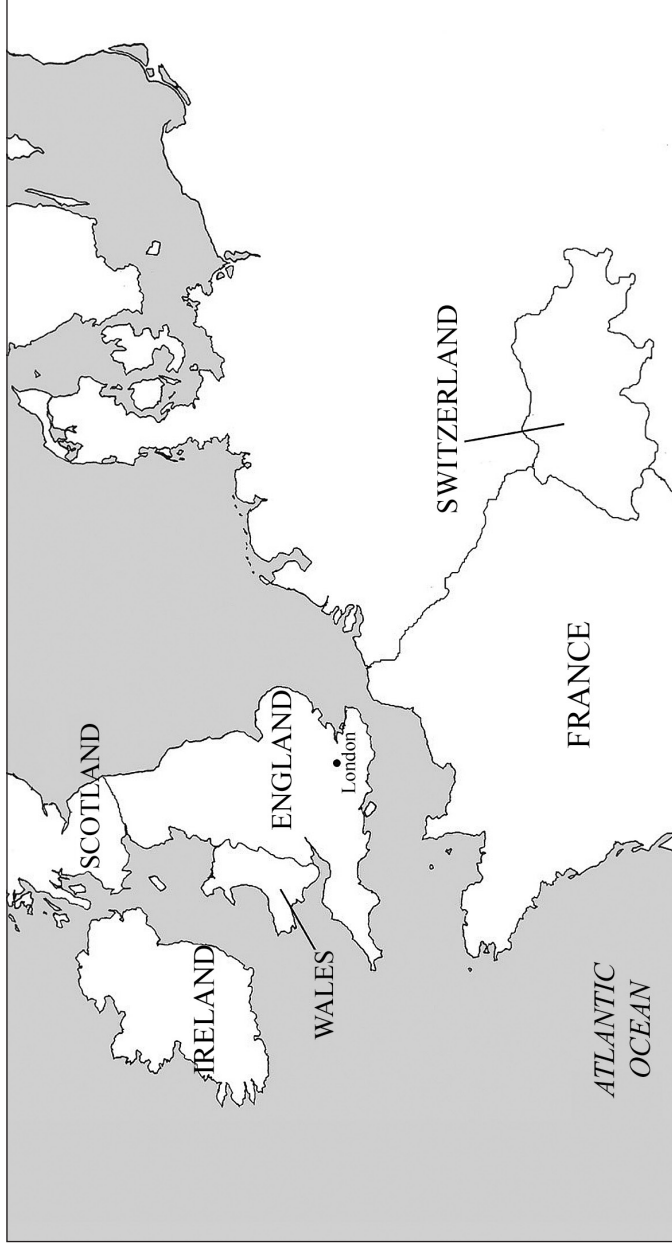 SCOTLAND
IRELAND
ENGLAND
WALES
London
SWITZERLAND
FRANCE
ATLANTIC
OCEAN